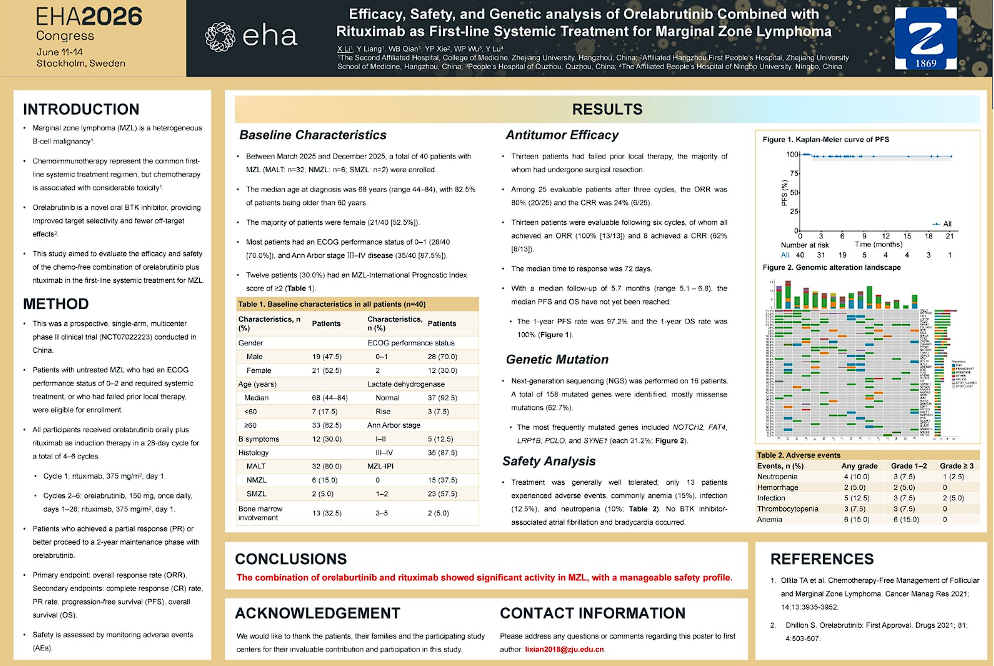 EHA2026
Congress
June 11-14
Stockholm, Sweden
eha
Efficacy, Safety, and Genetic analysis of Orelabrutinib Combined with
Rituximab as First-line Systemic Treatment for Marginal Zone Lymphoma
X Li¹, Y Liang¹, WB Qian¹, YP Xie², WP Wu³, Y Lu⁴
¹The Second Affiliated Hospital, College of Medicine, Zhejiang University, Hangzhou, China; ²Affiliated Hangzhou First People's Hospital, Zhejiang University
School of Medicine, Hangzhou, China; ³People's Hospital of Quzhou, Quzhou, China; ⁴The Affiliated People's Hospital of Ningbo University, Ningbo, China
1869
INTRODUCTION
• Marginal zone lymphoma (MZL) is a heterogeneous
B-cell malignancy¹.
• Chemoimmunotherapy represent the common first-
line systemic treatment regimen, but chemotherapy
is associated with considerable toxicity¹.
• Orelabrutinib is a novel oral BTK inhibitor, providing
improved target selectivity and fewer off-target
effects².
• This study aimed to evaluate the efficacy and safety
of the chemo-free combination of orelabrutinib plus
rituximab in the first-line systemic treatment for MZL.
METHOD
• This was a prospective, single-arm, multicenter
phase II clinical trial (NCT07022223) conducted in
China.
• Patients with untreated MZL who had an ECOG
performance status of 0–2 and required systemic
treatment, or who had failed prior local therapy,
were eligible for enrollment.
• All participants received orelabrutinib orally plus
rituximab as induction therapy in a 28-day cycle for
a total of 4–6 cycles.
• Cycle 1: rituximab, 375 mg/m², day 1.
• Cycles 2–6: orelabrutinib, 150 mg, once daily,
days 1–28; rituximab, 375 mg/m², day 1.
• Patients who achieved a partial response (PR) or
better proceed to a 2-year maintenance phase with
orelabrutinib.
• Primary endpoint: overall response rate (ORR).
Secondary endpoints: complete response (CR) rate,
PR rate, progression-free survival (PFS), overall
survival (OS).
• Safety is assessed by monitoring adverse events
(AEs).
RESULTS
Baseline Characteristics
• Between March 2025 and December 2025, a total of 40 patients with
MZL (MALT: n=32; NMZL: n=6; SMZL: n=2) were enrolled.
• The median age at diagnosis was 68 years (range 44–84), with 82.5%
of patients being older than 60 years.
• The majority of patients were female (21/40 [52.5%]).
• Most patients had an ECOG performance status of 0–1 (28/40
[70.0%]), and Ann Arbor stage III–IV disease (35/40 [87.5%]).
• Twelve patients (30.0%) had an MZL-International Prognostic Index
score of ≥2 (Table 1).
Table 1. Baseline characteristics in all patients (n=40)
Characteristics, n (%) Patients Characteristics, n (%) Patients
Gender ECOG performance status
Male 19 (47.5) 0–1 28 (70.0)
Female 21 (52.5) 2 12 (30.0)
Age (years) Lactate dehydrogenase
Median 68 (44–84) Normal 37 (92.5)
<60 7 (17.5) Rise 3 (7.5)
≥60 33 (82.5) Ann Arbor stage
B symptoms 12 (30.0) I–II 5 (12.5)
Histology III–IV 35 (87.5)
MALT 32 (80.0) MZL-IPI
NMZL 6 (15.0) 0 15 (37.5)
SMZL 2 (5.0) 1–2 23 (57.5)
Bone marrow involvement 13 (32.5) 3–5 2 (5.0)
Antitumor Efficacy
• Thirteen patients had failed prior local therapy, the majority of
whom had undergone surgical resection.
• Among 25 evaluable patients after three cycles, the ORR was
80% (20/25) and the CRR was 24% (6/25).
• Thirteen patients were evaluable following six cycles, of whom all
achieved an ORR (100% [13/13]) and 8 achieved a CRR (62%
[8/13]).
• The median time to response was 72 days.
• With a median follow-up of 5.7 months (range 5.1 – 6.8), the
median PFS and OS have not yet been reached;
• The 1-year PFS rate was 97.2% and the 1-year OS rate was
100% (Figure 1).
Genetic Mutation
• Next-generation sequencing (NGS) was performed on 16 patients.
A total of 158 mutated genes were identified, mostly missense
mutations (62.7%).
• The most frequently mutated genes included NOTCH2, FAT4,
LRP1B, PCLO, and SYNE1 (each 31.2%; Figure 2).
Safety Analysis
• Treatment was generally well tolerated; only 13 patients
experienced adverse events, commonly anemia (15%), infection
(12.5%), and neutropenia (10%; Table 2). No BTK inhibitor-
associated atrial fibrillation and bradycardia occurred.
Figure 1. Kaplan-Meier curve of PFS
PFS (%)
100
75
50
25
0
All
0 3 6 9 12 15 18 21
Number at risk Time (months)
All 40 31 19 5 4 4 3 1
Figure 2. Genomic alteration landscape
Table 2. Adverse events
Events, n (%) Any grade Grade 1–2 Grade ≥ 3
Neutropenia 4 (10.0) 3 (7.5) 1 (2.5)
Hemorrhage 2 (5.0) 2 (5.0) 0
Infection 5 (12.5) 3 (7.5) 2 (5.0)
Thrombocytopenia 3 (7.5) 3 (7.5) 0
Anemia 6 (15.0) 6 (15.0) 0
CONCLUSIONS
The combination of orelaburtinib and rituximab showed significant activity in MZL, with a manageable safety profile.
ACKNOWLEDGEMENT
We would like to thank the patients, their families and the participating study
centers for their invaluable contribution and participation in this study.
CONTACT INFORMATION
Please address any questions or comments regarding this poster to first
author. lixian2018@zju.edu.cn.
REFERENCES
1. Ollila TA et al. Chemotherapy-Free Management of Follicular
and Marginal Zone Lymphoma. Cancer Manag Res 2021;
14;13:3935-3952.
2. Dhillon S. Orelabrutinib: First Approval. Drugs 2021; 81;
4:503-507.